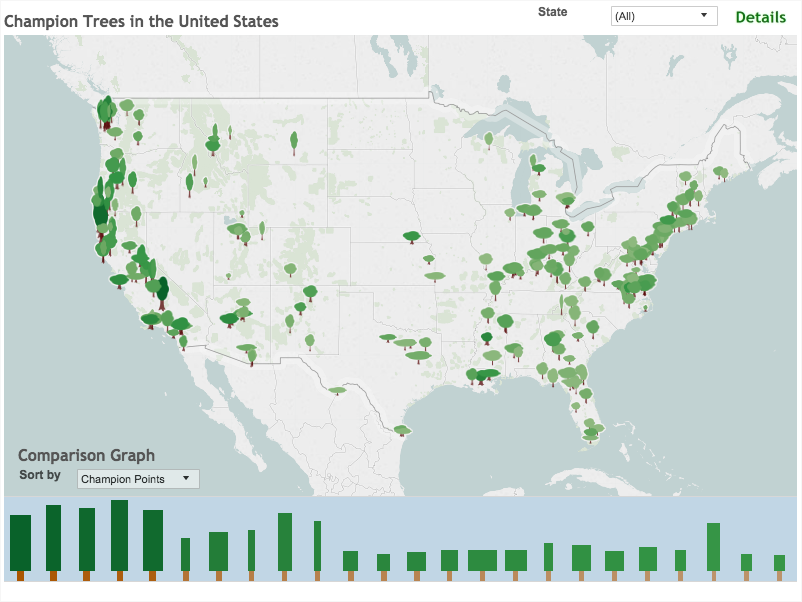 Champion Trees in the United States
State
(All)
Details
Comparison Graph
Sort by
Champion Points